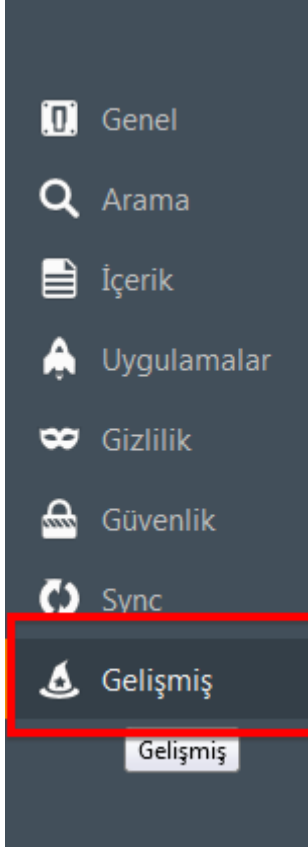 Genel
Arama
İçerik
Uygulamalar
Gizlilik
Güvenlik
Sync
Gelişmiş
Gelişmiş